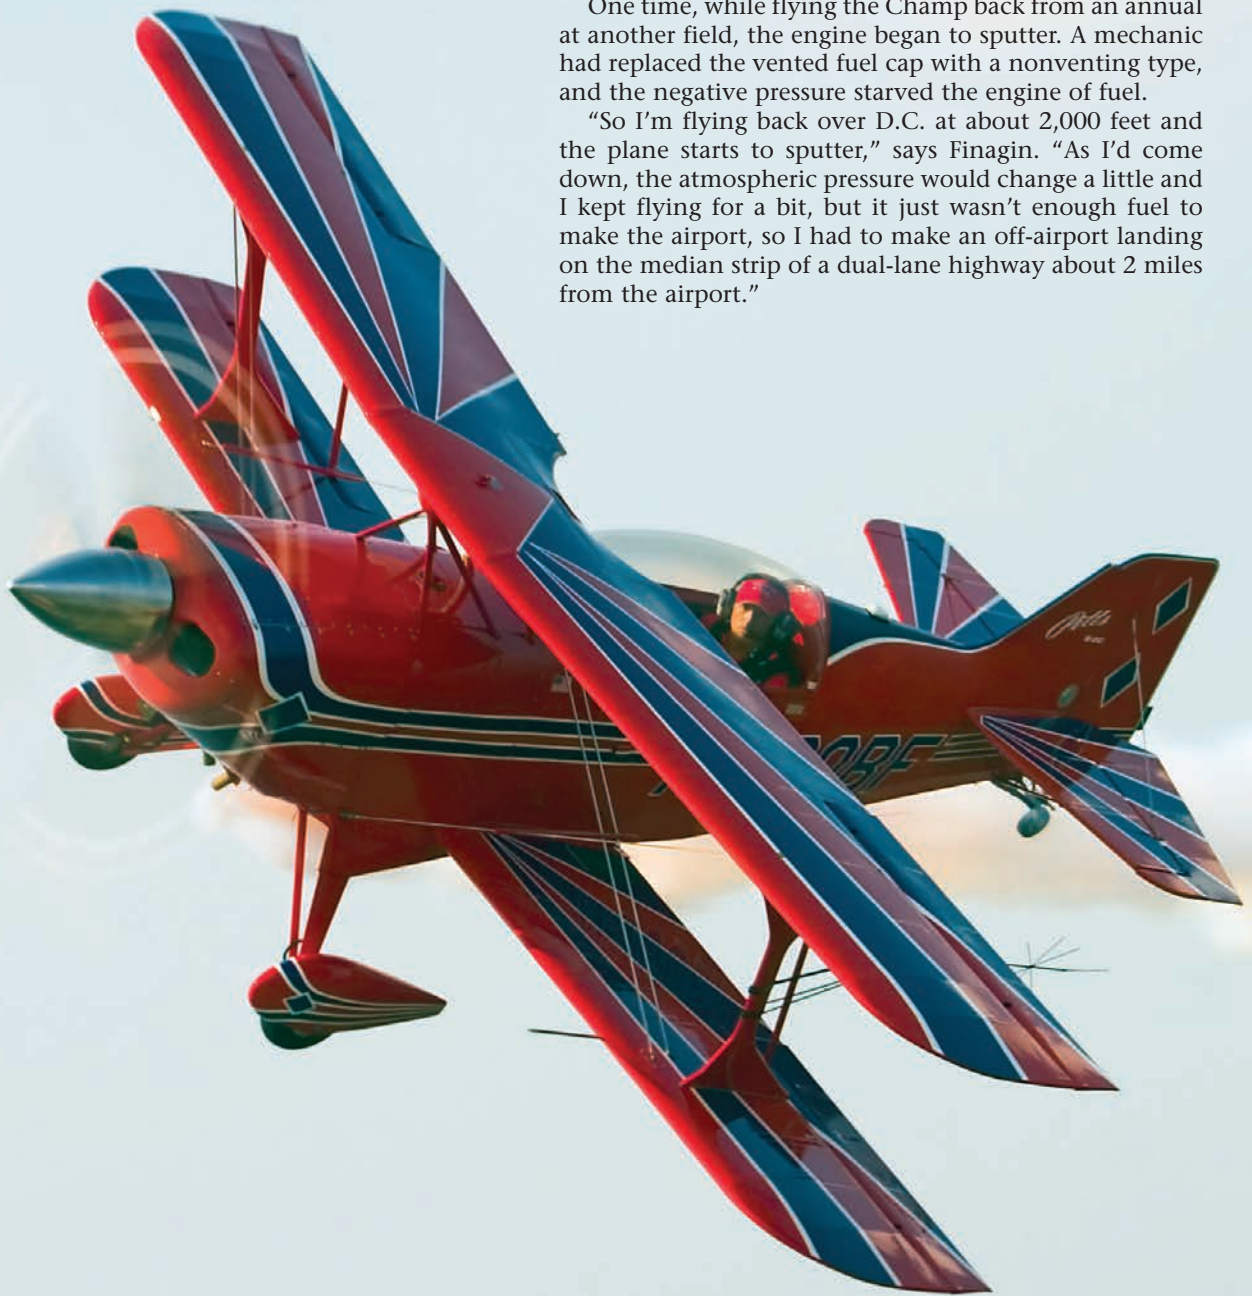 One time, while flying the Champ back from an annual
at another field, the engine began to sputter. A mechanic
had replaced the vented fuel cap with a nonventing type,
and the negative pressure starved the engine of fuel.
“So I’m flying back over D.C. at about 2,000 feet and
the plane starts to sputter,” says Finagin. “As I’d come
down, the atmospheric pressure would change a little and
I kept flying for a bit, but it just wasn’t enough fuel to
make the airport, so I had to make an off-airport landing
on the median strip of a dual-lane highway about 2 miles
from the airport.”
Pitts